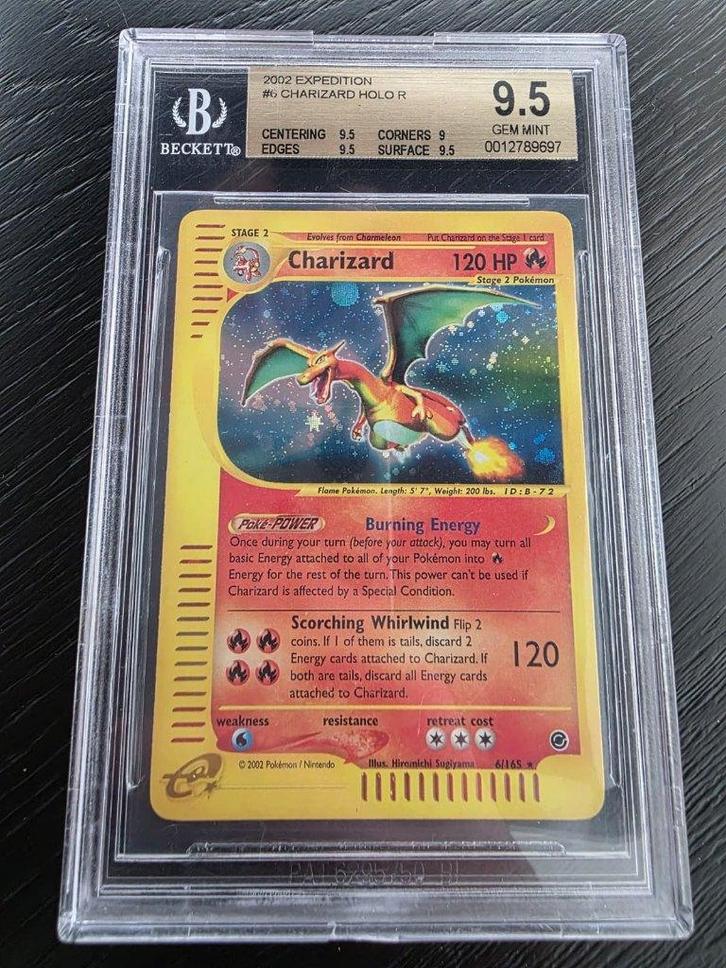 2002 EXPEDITION
#6 CHARIZARD HOLO R
9.5
GEM MINT
CENTERING 9.5 CORNERS 9
EDGES 9.5 SURFACE 9.5
0012789697
B
BECKETT®
STAGE 2 Evolves from Charmeleon Put Charizard on the Stage 1 card
Charizard 120 HP
Stage 2 Pokémon
Flame Pokémon. Length: 5' 7", Weight: 200 lbs. ID:B-72
Poké-POWER Burning Energy
Once during your turn (before your attack), you may turn all
basic Energy attached to all of your Pokémon into
Energy for the rest of the turn. This power can't be used if
Charizard is affected by a Special Condition.
Scorching Whirlwind Flip 2
coins. If 1 of them is tails, discard 2
Energy cards attached to Charizard. If
both are tails, discard all Energy cards
attached to Charizard.
120
weakness resistance retreat cost
© 2002 Pokémon / Nintendo Illus. Hiromichi Sugiyama 6/165 ★
e